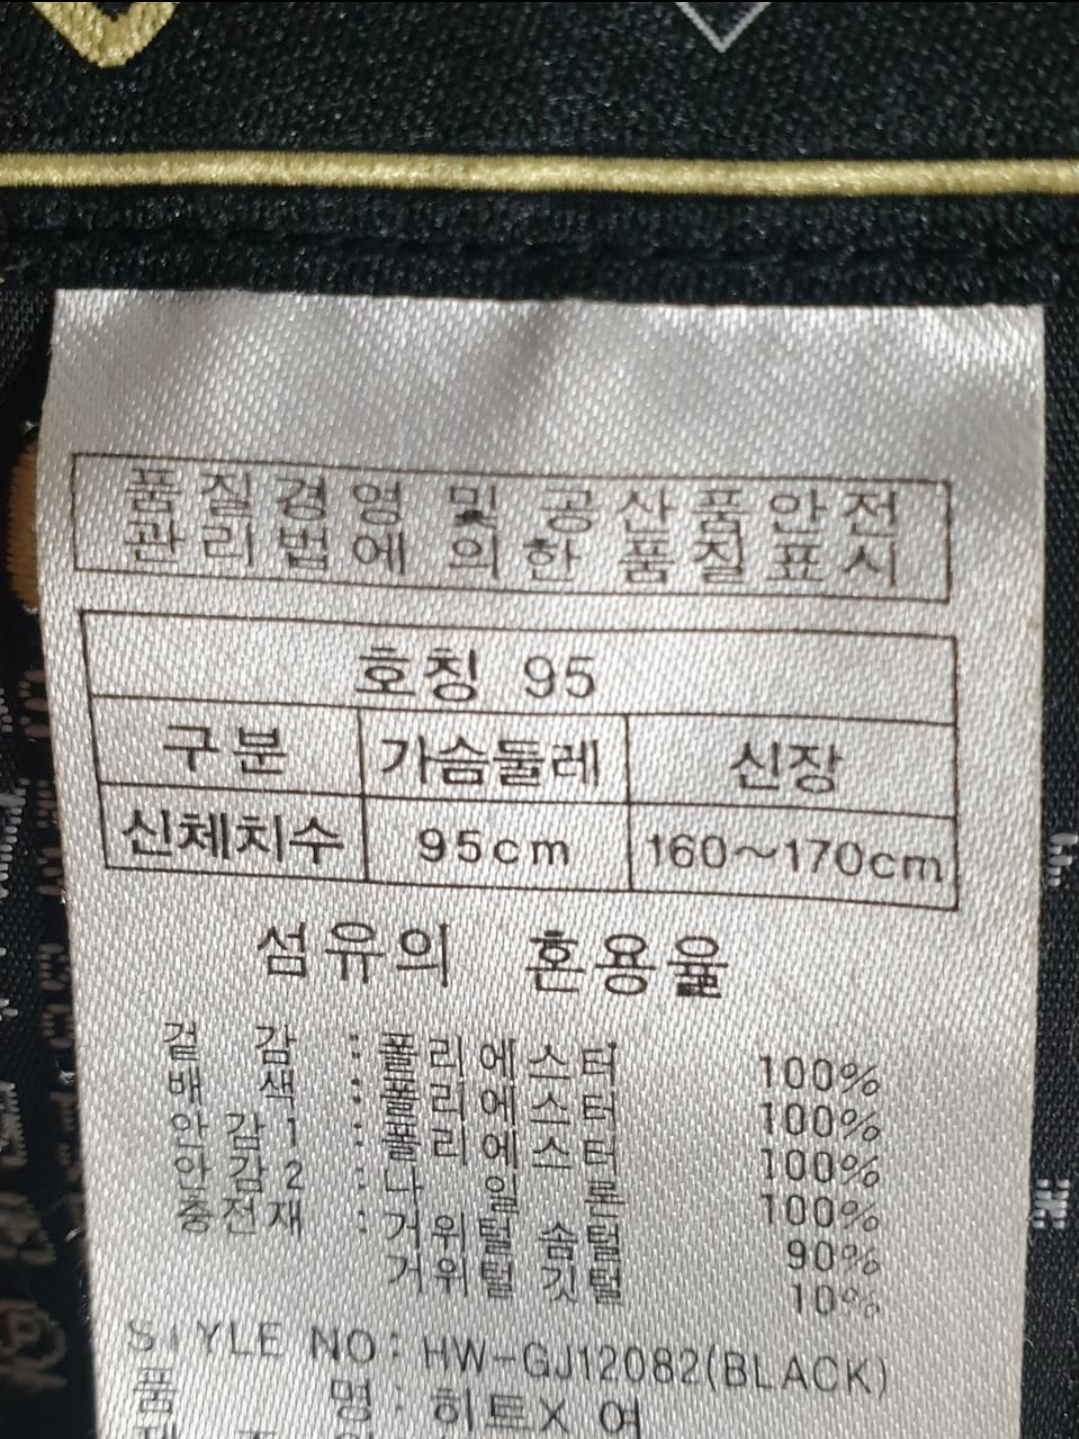 품질경영 및 공산품안전
관리법에 의한 품질표시
호칭 95
구분 가슴둘레 신장
신체치수 95cm 160~170cm
섬유의 혼용율
겉 감 : 폴리에스터 100%
배 색 : 폴리에스터 100%
안 감 1 : 폴리에스터 100%
안 감 2 : 나 일 론 100%
충전재 : 거위털 솜털 90%
거위털 깃털 10%
STYLE NO: HW-GJ12082(BLACK)
품 명 : 히트X 여